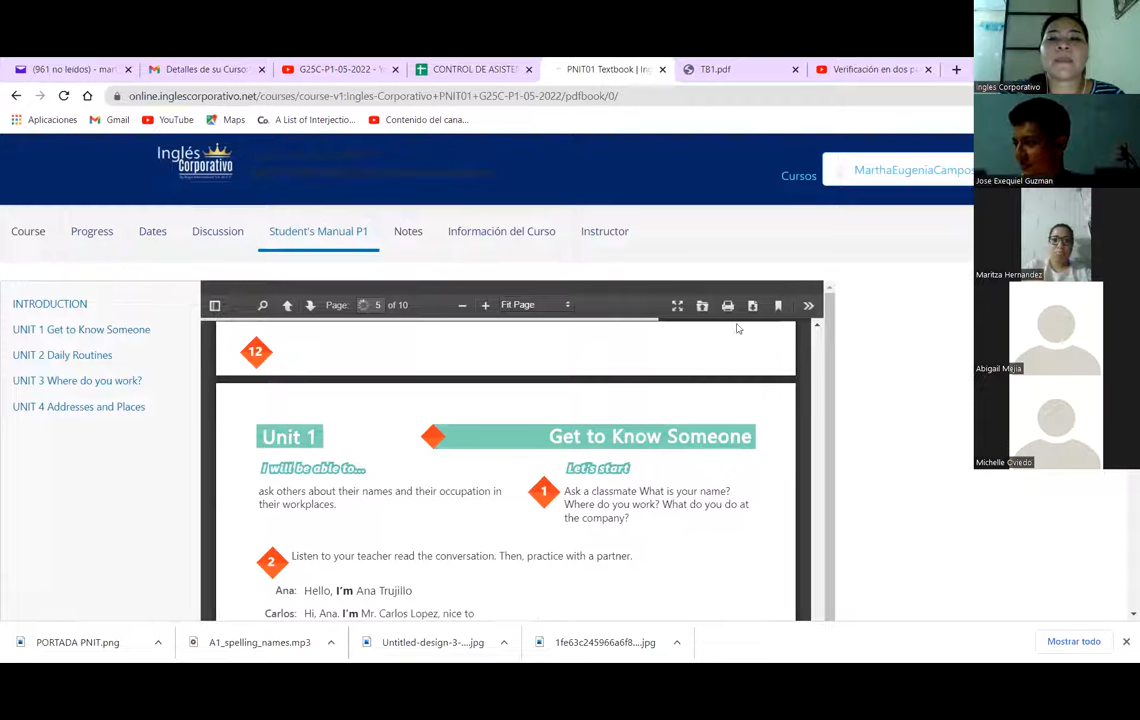 (961 no leídos) - mar
Detalles de su Curso
G25C-P1-05-2022 -
CONTROL DE ASISTE
PNIT01 Textbook | Ing
TB1.pdf
Verificación en dos p
online.inglescorporativo.net/courses/course-v1:Ingles-Corporativo+PNIT01+G25C-P1-05-2022/pdfbook/0/
Aplicaciones
Gmail
YouTube
Maps
Co. A List of Interjectio...
Contenido del cana...
Inglés
Corporativo
Cursos
MarthaEugeniaCampos
Course
Progress
Dates
Discussion
Student's Manual P1
Notes
Información del Curso
Instructor
INTRODUCTION
UNIT 1 Get to Know Someone
UNIT 2 Daily Routines
UNIT 3 Where do you work?
UNIT 4 Addresses and Places
Page: 5 of 10
Fit Page
12
Unit 1
Get to Know Someone
I will be able to...
ask others about their names and their occupation in
their workplaces.
Let's start
1
Ask a classmate What is your name?
Where do you work? What do you do at
the company?
2
Listen to your teacher read the conversation. Then, practice with a partner.
Ana: Hello, I'm Ana Trujillo
Carlos: Hi, Ana. I'm Mr. Carlos Lopez, nice to
PORTADA PNIT.png
A1_spelling_names.mp3
Untitled-design-3-....jpg
1fe63c245966a6f8....jpg
Mostrar todo
Ingles Corporativo
Jose Exequiel Guzman
Maritza Hernandez
Abigail Mejia
Michelle Oviedo